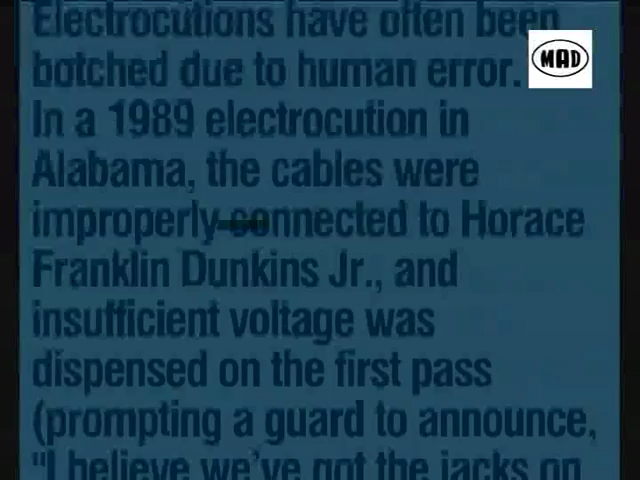 Electrocutions have often been
botched due to human error.
MAD
In a 1989 electrocution in
Alabama, the cables were
improperly connected to Horace
Franklin Dunkins Jr., and
insufficient voltage was
dispensed on the first pass
(prompting a guard to announce,
"I believe we've got the jacks on